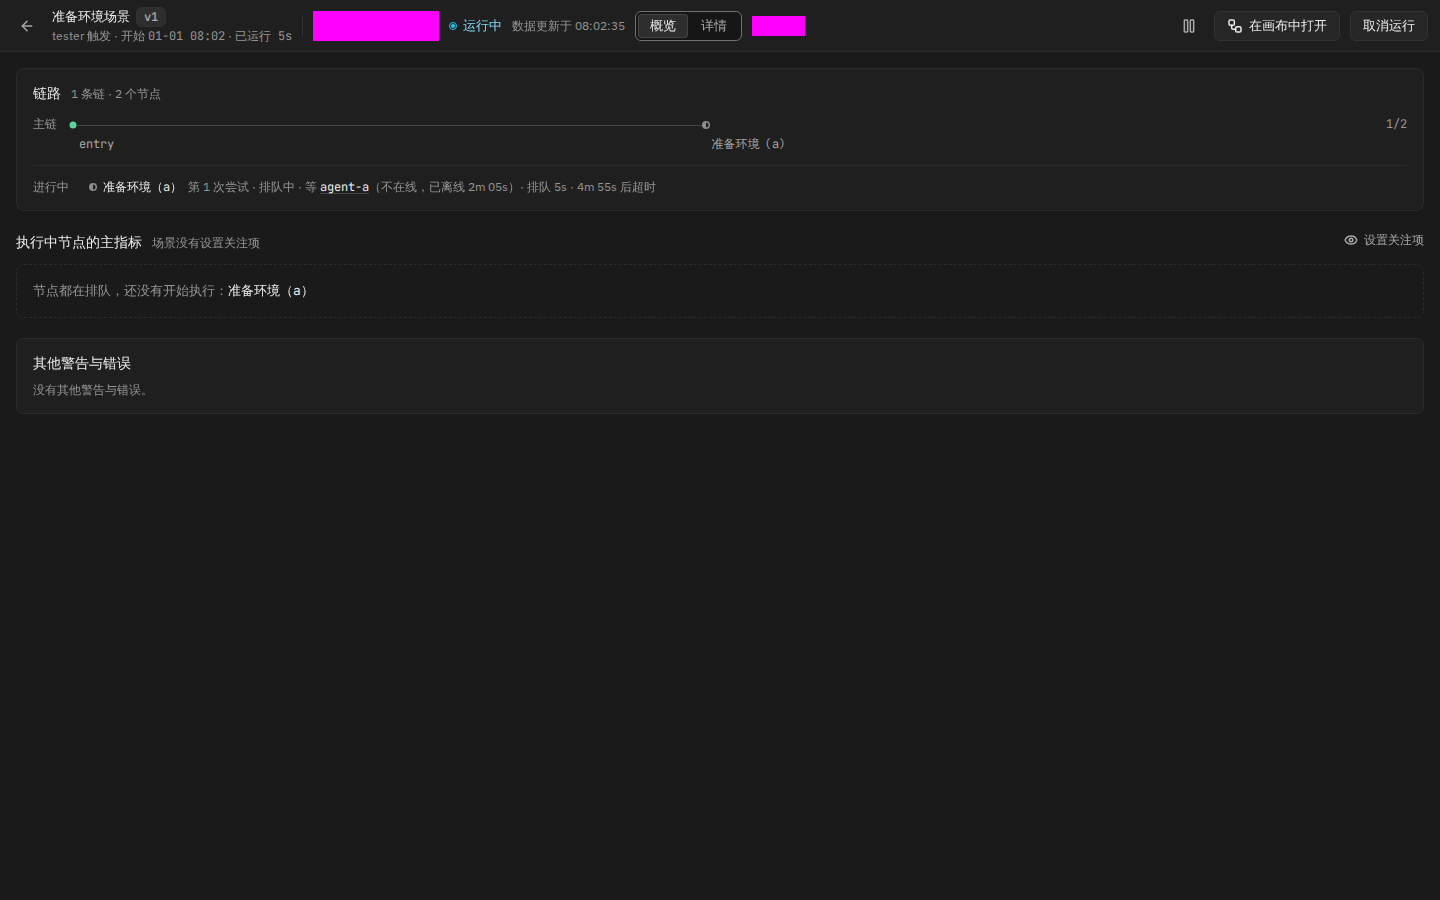 准备环境场景 v1
tester 触发 · 开始 01-01 08:02 · 已运行 5s
运行中 数据更新于 08:02:35 概览 详情
在画布中打开 取消运行
链路 1 条链 · 2 个节点
主链 1/2
entry 准备环境（a）
进行中 准备环境（a） 第 1 次尝试 · 排队中 · 等 agent-a（不在线，已离线 2m 05s）· 排队 5s · 4m 55s 后超时
执行中节点的主指标 场景没有设置关注项 设置关注项
节点都在排队，还没有开始执行：准备环境（a）
其他警告与错误
没有其他警告与错误。